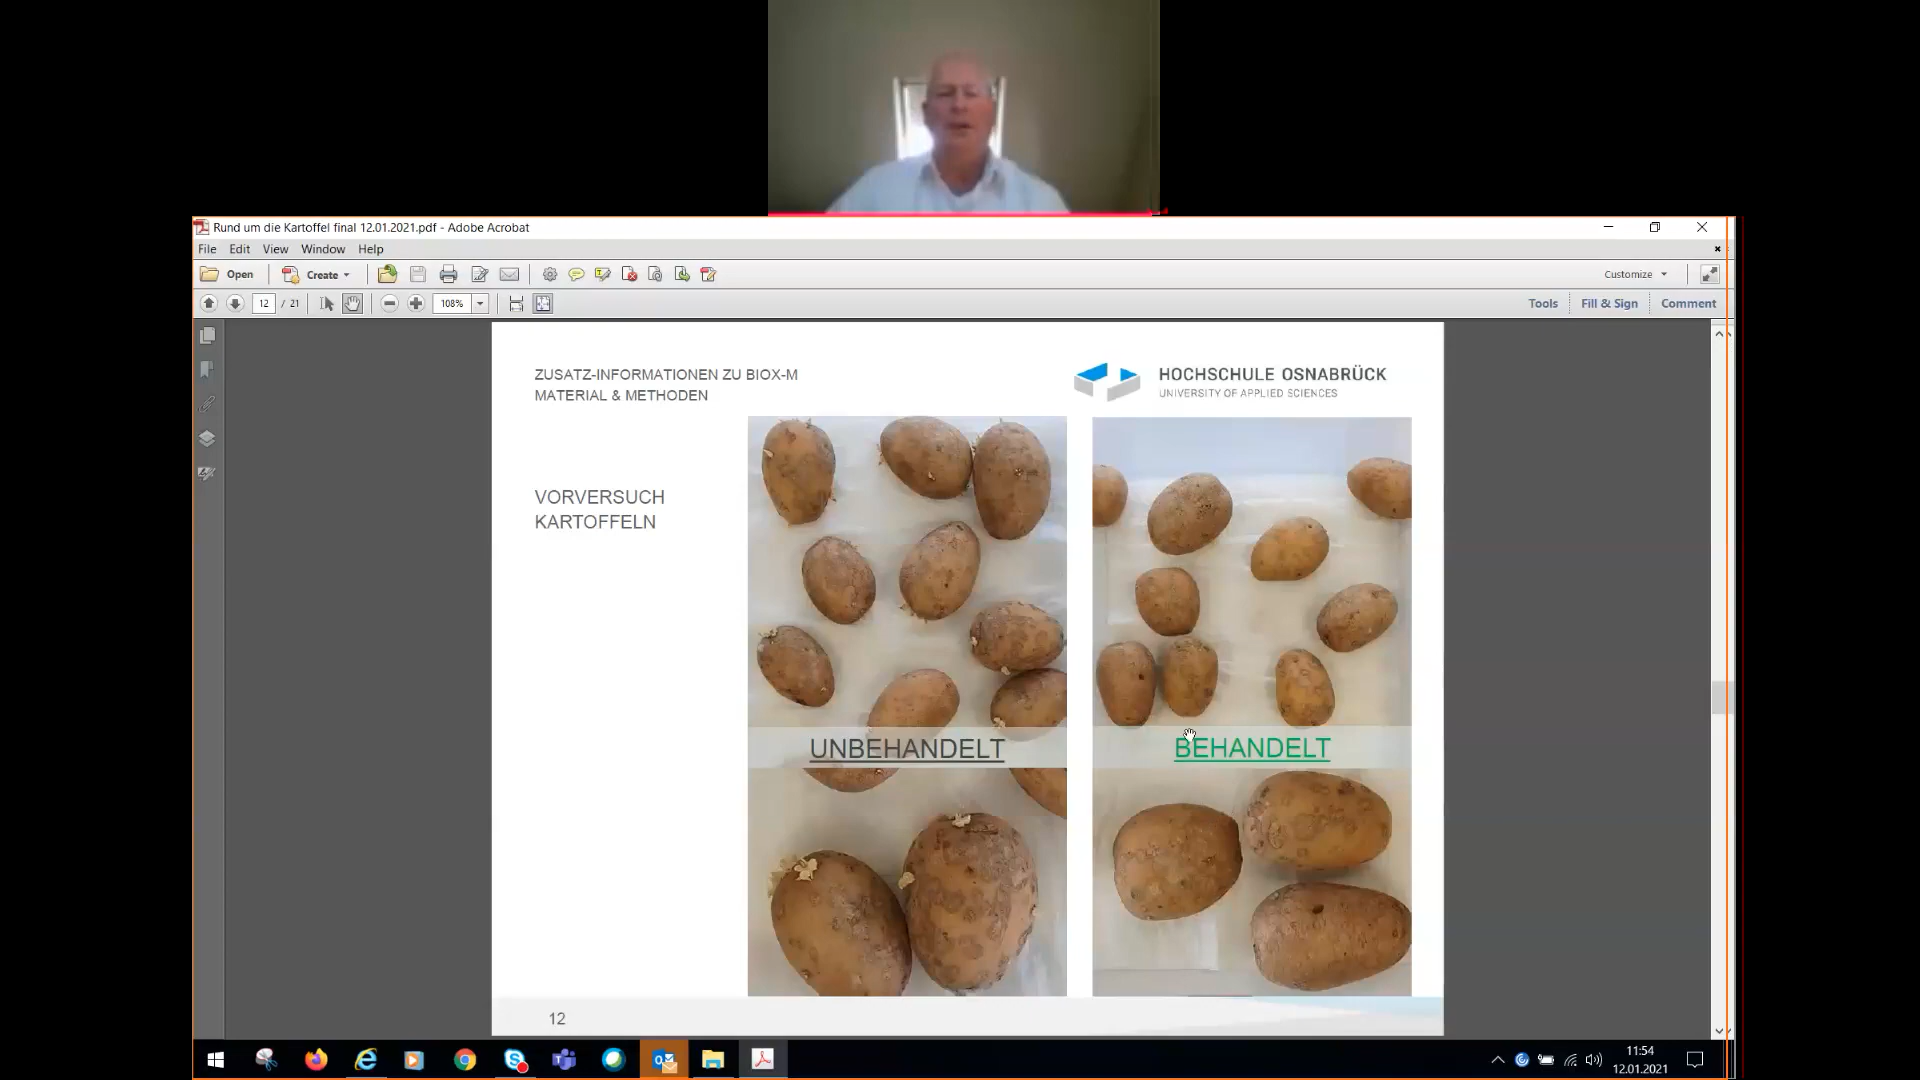 Rund um die Kartoffel final 12.01.2021.pdf - Adobe Acrobat
File Edit View Window Help
Open Create Customize
12 / 21 108% Tools Fill & Sign Comment
ZUSATZ-INFORMATIONEN ZU BIOX-M
MATERIAL & METHODEN
HOCHSCHULE OSNABRÜCK
UNIVERSITY OF APPLIED SCIENCES
VORVERSUCH
KARTOFFELN
UNBEHANDELT
BEHANDELT
12
11:54
12.01.2021